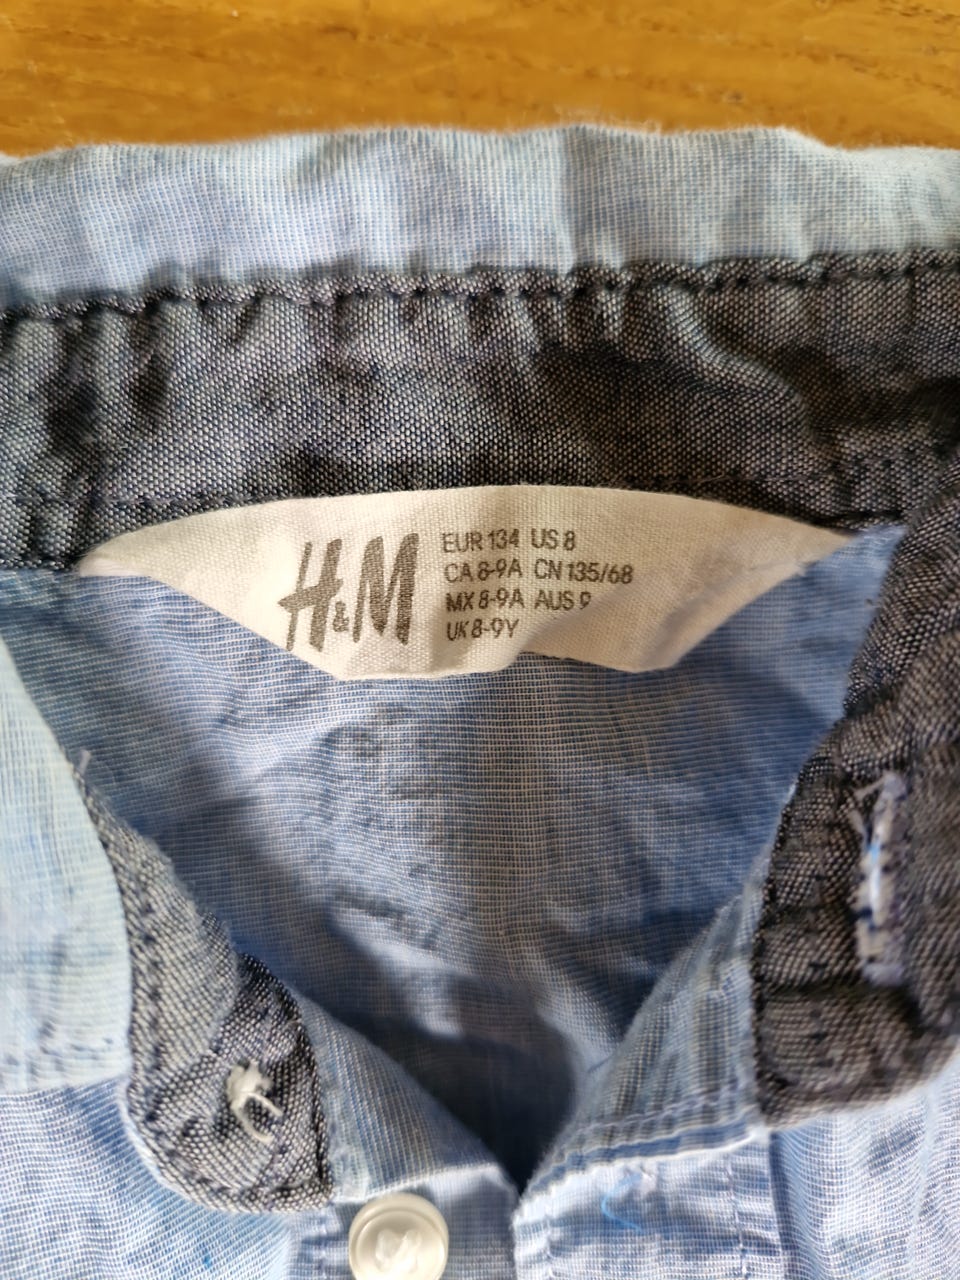 H&M
EUR 134 US 8
CA 8-9A CN 135/68
MX 8-9A AUS 9
UK 8-9Y